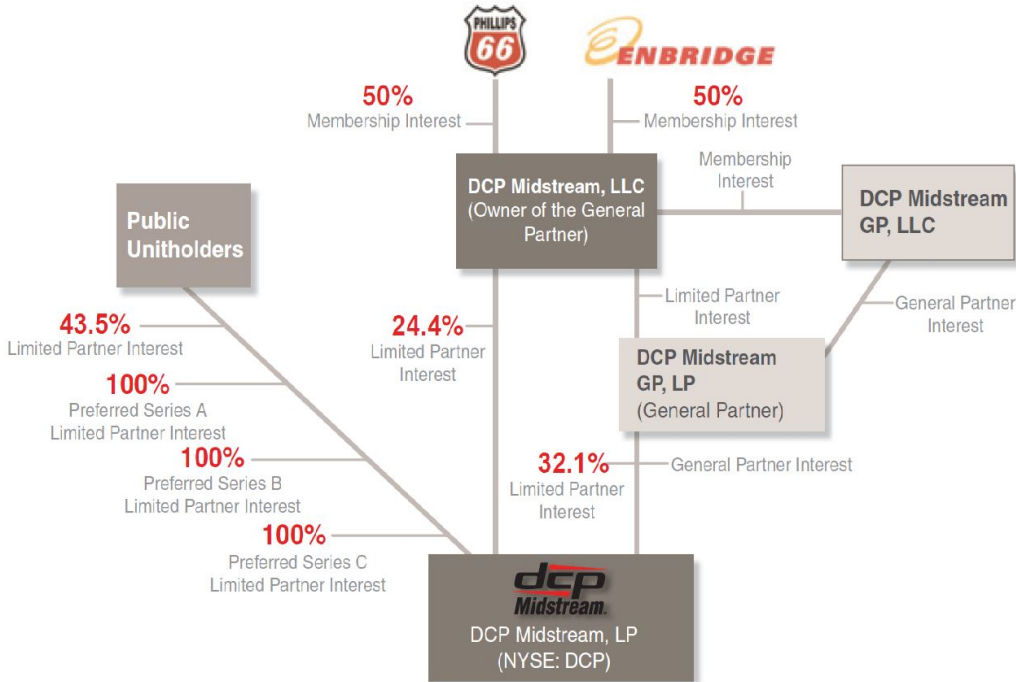 PHILLIPS
66
ENBRIDGE
50%
Membership Interest
50%
Membership Interest
Membership
Interest
DCP Midstream, LLC
(Owner of the General
Partner)
DCP Midstream
GP, LLC
Public
Unitholders
43.5%
Limited Partner Interest
100%
Preferred Series A
Limited Partner Interest
100%
Preferred Series B
Limited Partner Interest
100%
Preferred Series C
Limited Partner Interest
24.4%
Limited Partner
Interest
Limited Partner
Interest
General Partner
Interest
DCP Midstream
GP, LP
(General Partner)
32.1%
Limited Partner
Interest
General Partner Interest
dcp
Midstream.
DCP Midstream, LP
(NYSE: DCP)